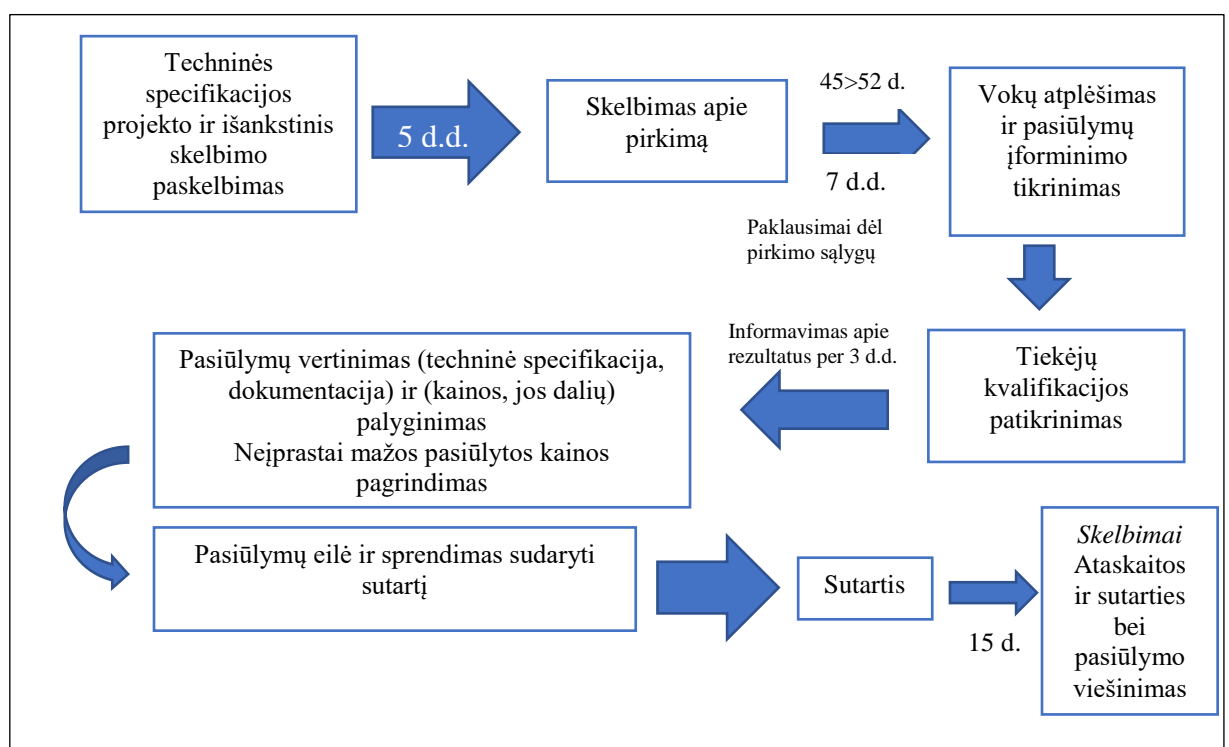 Techninės
specifikacijos
projekto ir išankstinis
skelbimo
paskelbimas
5 d.d.
Skelbimas apie
pirkimą
45>52 d.
7 d.d.
Paklausimai dėl
pirkimo sąlygų
Vokų atplėšimas
ir pasiūlymų
įforminimo
tikrinimas
Tiekėjų
kvalifikacijos
patikrinimas
Informavimas apie
rezultatus per 3 d.d.
Pasiūlymų vertinimas (techninė specifikacija,
dokumentacija) ir (kainos, jos dalių)
palyginimas
Neįprastai mažos pasiūlytos kainos
pagrindimas
Pasiūlymų eilė ir sprendimas sudaryti
sutartį
Sutartis
15 d.
Skelbimai
Ataskaitos
ir sutarties
bei
pasiūlymo
viešinimas